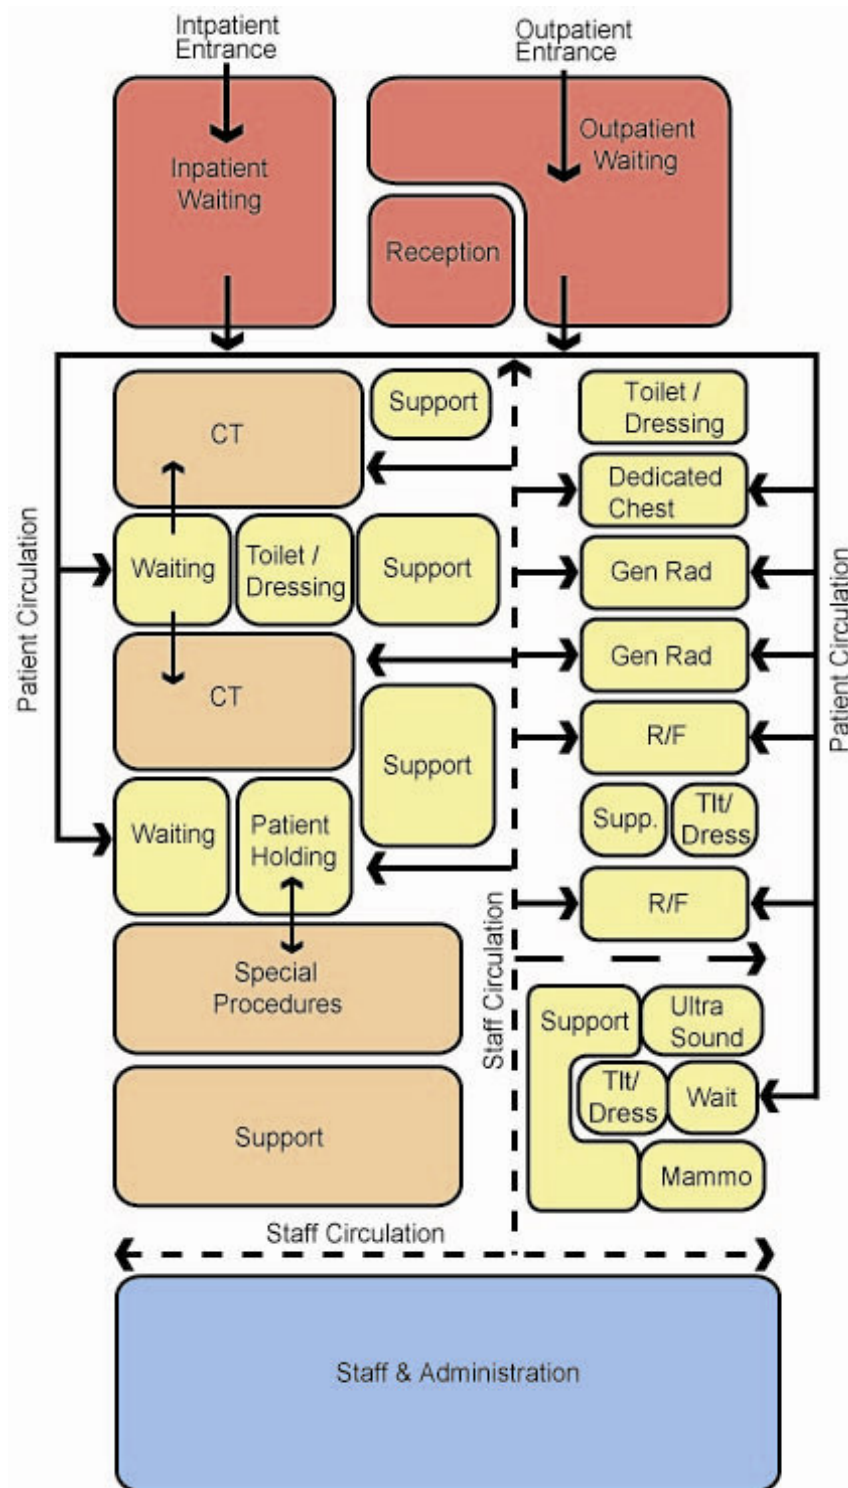 Intpatient
Entrance
Outpatient
Entrance
Inpatient
Waiting
Outpatient
Waiting
Reception
Patient Circulation
CT
Support
Waiting
Toilet /
Dressing
Support
CT
Support
Waiting
Patient
Holding
Special
Procedures
Support
Staff Circulation
Toilet /
Dressing
Dedicated
Chest
Gen Rad
Gen Rad
R/F
Supp.
Tlt/
Dress
R/F
Support
Ultra
Sound
Tlt/
Dress
Wait
Mammo
Patient Circulation
Staff Circulation
Staff & Administration